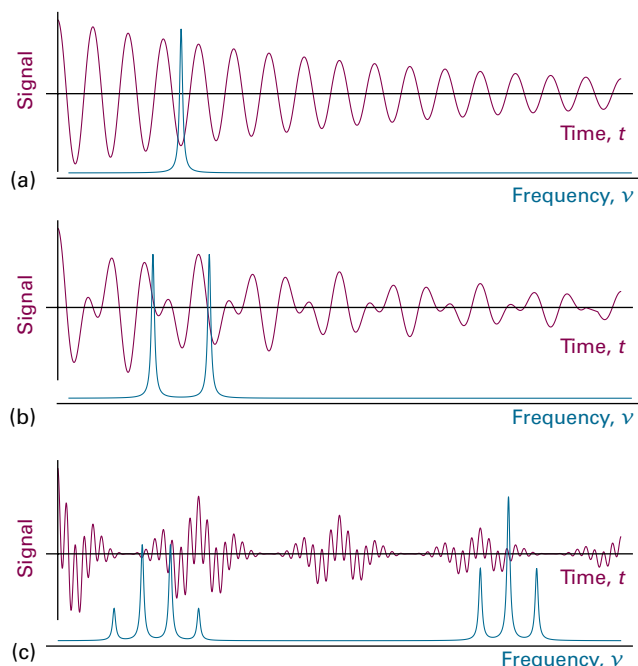 Signal
Time, t
(a)
Frequency, ν
Signal
Time, t
(b)
Frequency, ν
Signal
Time, t
(c)
Frequency, ν